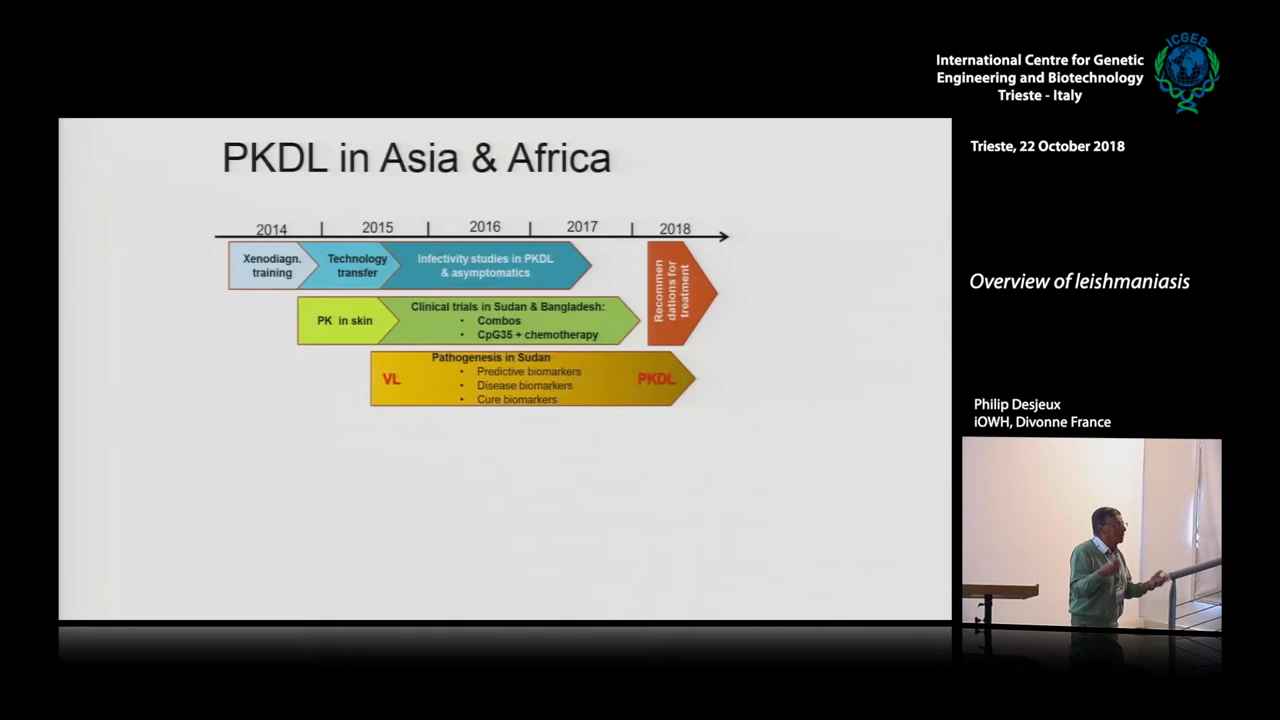 PKDL in Asia & Africa
2014 | 2015 | 2016 | 2017 | 2018
Xenodiagn.
training
Technology
transfer
Infectivity studies in PKDL
& asymptomatics
Recommen
dations for
treatment
PK in skin
Clinical trials in Sudan & Bangladesh:
• Combos
• CpG35 + chemotherapy
VL
Pathogenesis in Sudan
• Predictive biomarkers
• Disease biomarkers
• Cure biomarkers
PKDL
International Centre for Genetic
Engineering and Biotechnology
Trieste - Italy
ICGEB
Trieste, 22 October 2018
Overview of leishmaniasis
Philip Desjeux
iOWH, Divonne France